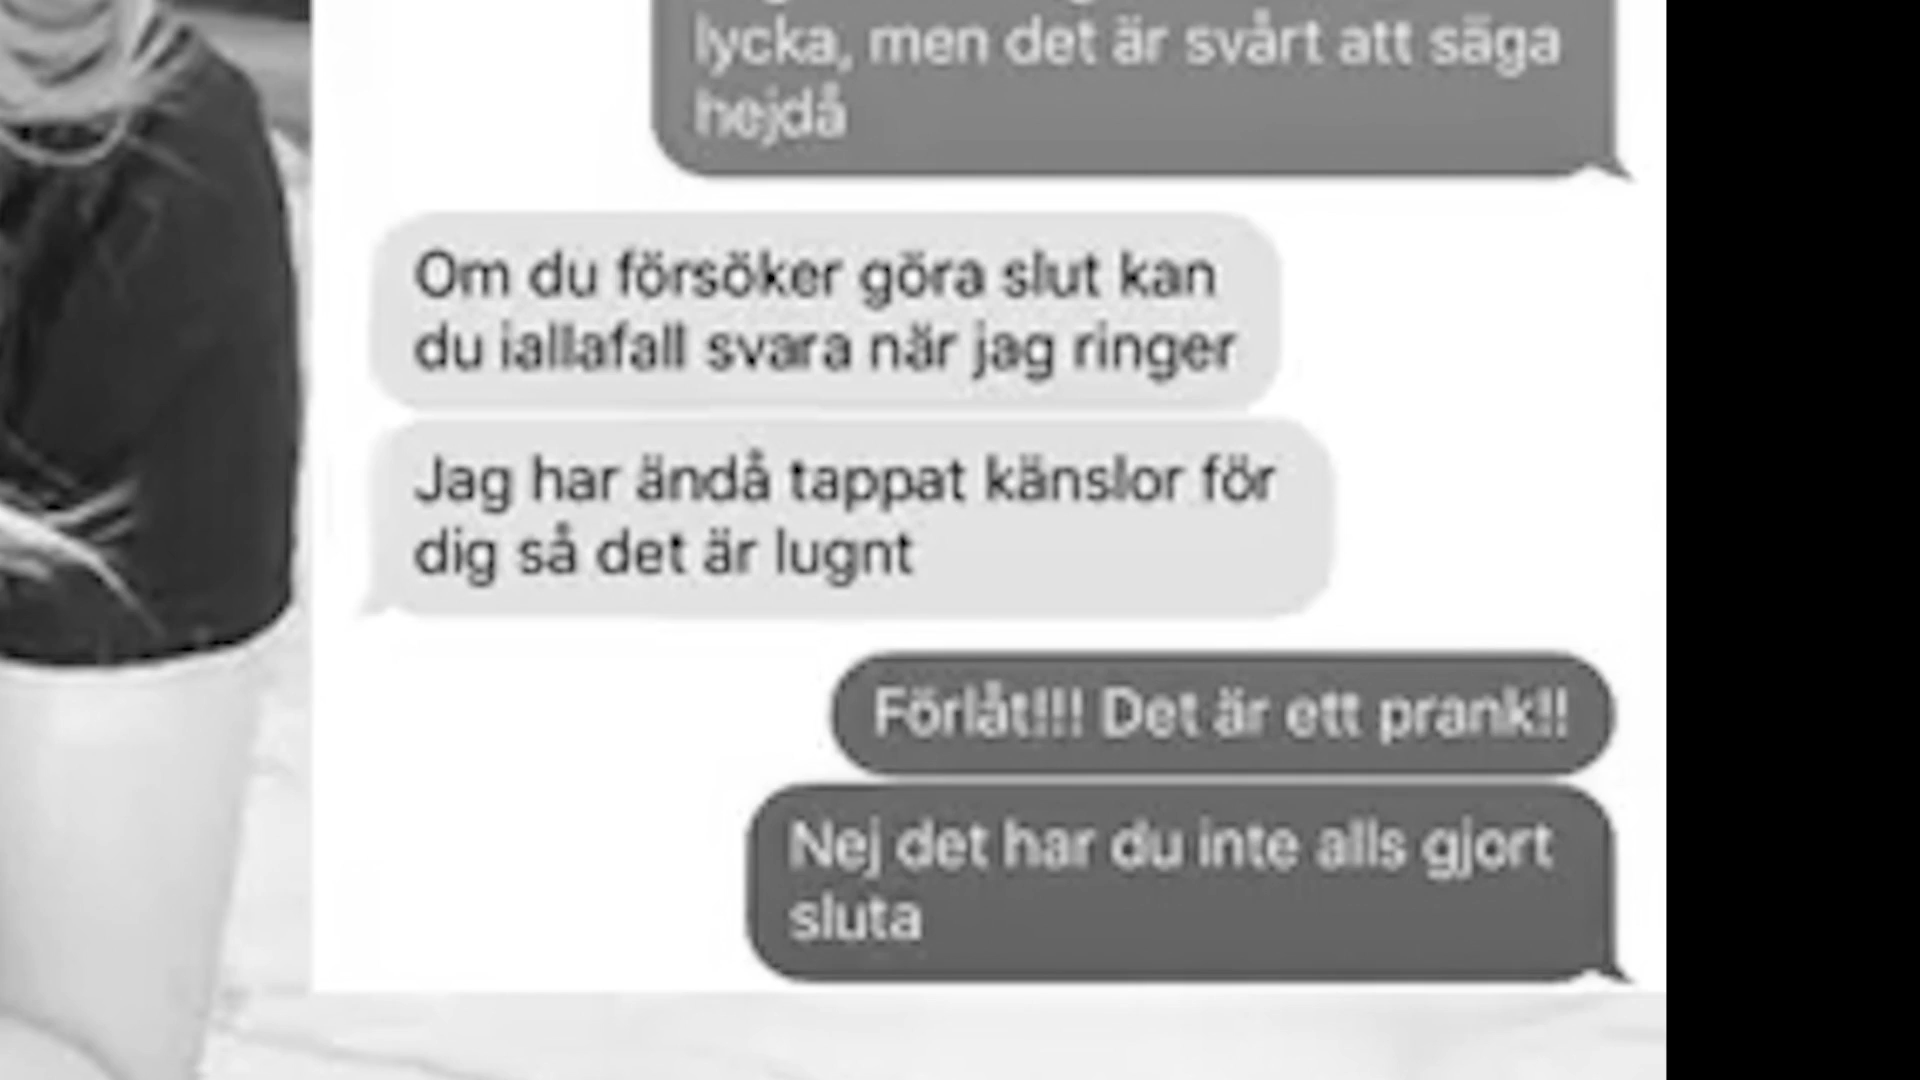 lycka, men det är svårt att säga
hejdå
Om du försöker göra slut kan
du iallafall svara när jag ringer
Jag har ändå tappat känslor för
dig så det är lugnt
Förlåt!!! Det är ett prank!!
Nej det har du inte alls gjort
sluta